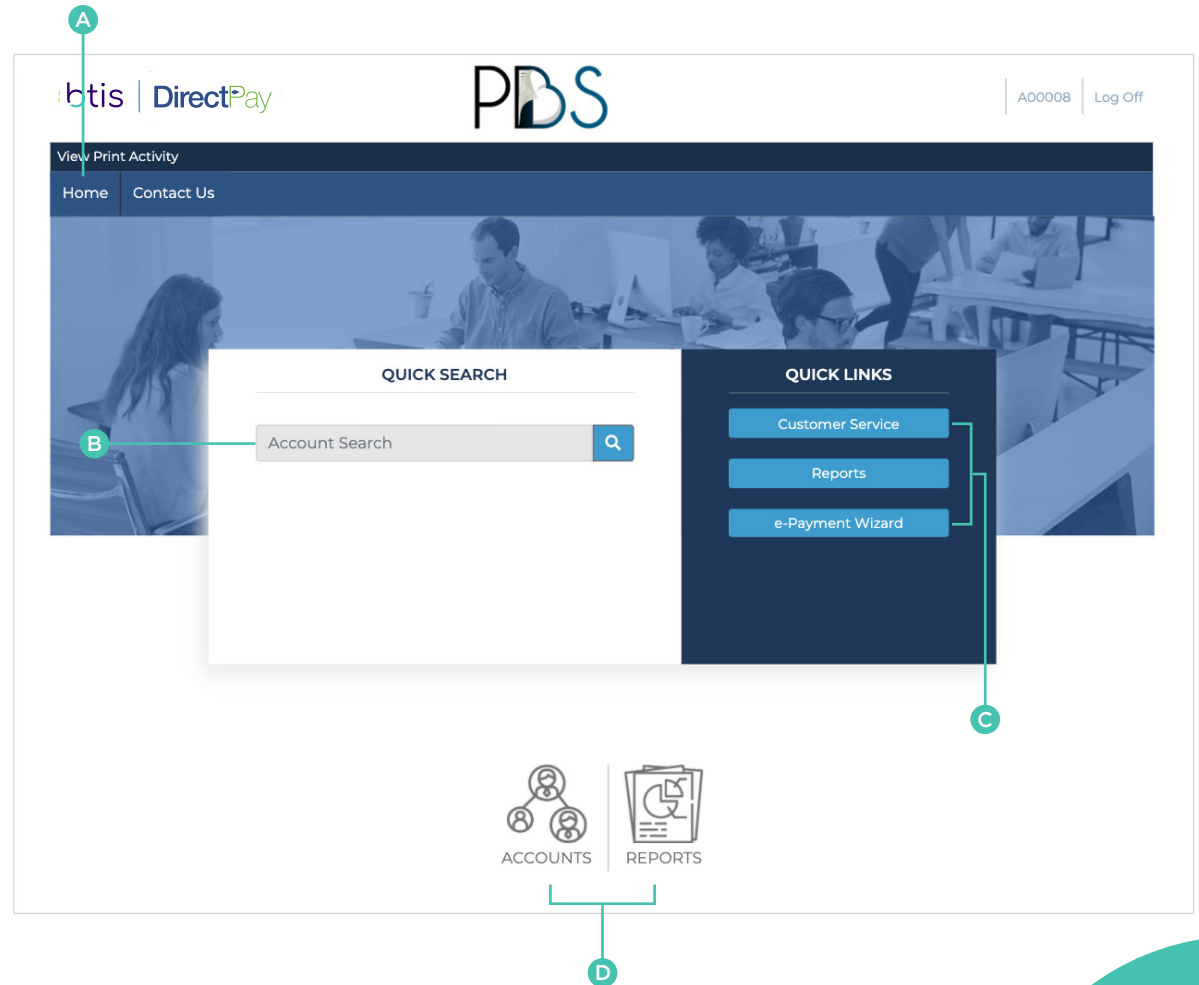 A
btis | DirectPay
PBS
A00008 Log Off
View Print Activity
Home Contact Us
QUICK SEARCH
QUICK LINKS
Customer Service
B
Account Search
Reports
e-Payment Wizard
C
ACCOUNTS
REPORTS
D